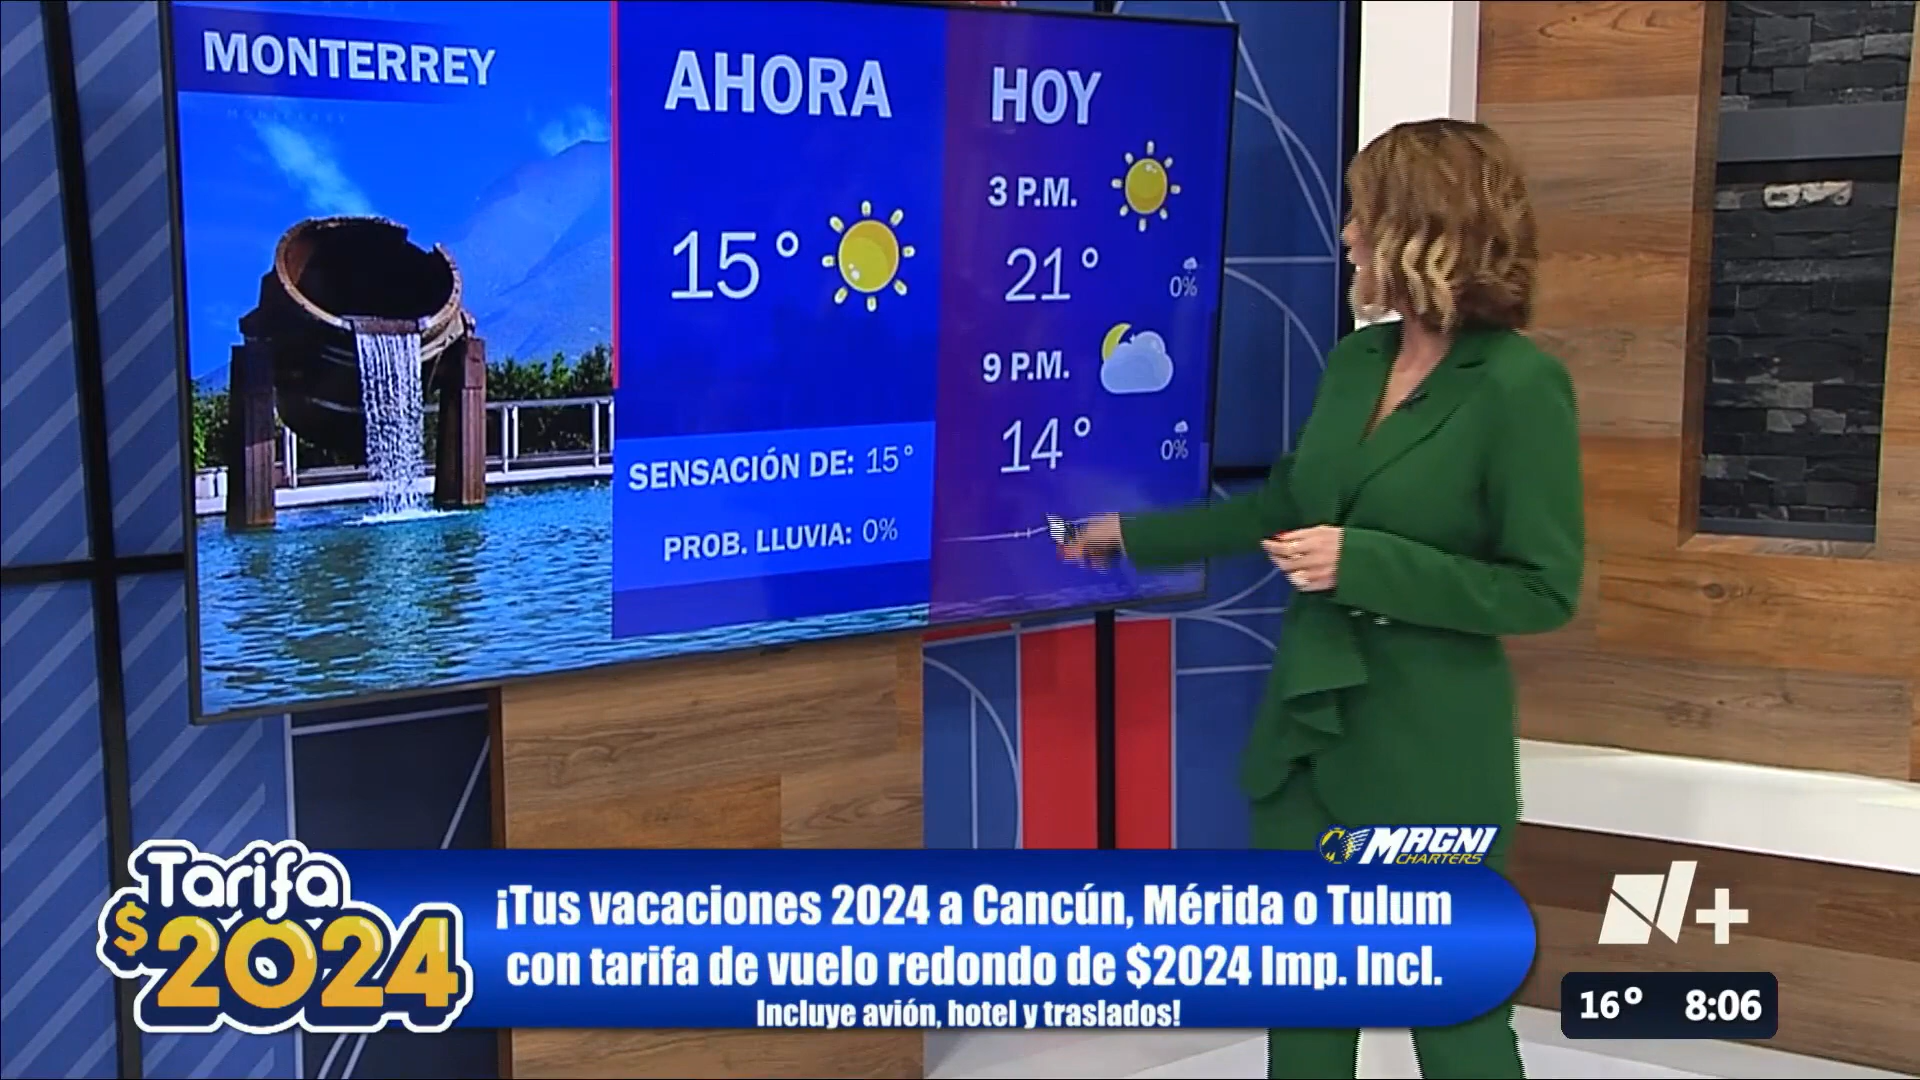 MONTERREY
AHORA
15°
SENSACIÓN DE: 15°
PROB. LLUVIA: 0%
HOY
3 P.M.
21°
0%
9 P.M.
14°
0%
MAGNI
CHARTERS
Tarifa
$2024
¡Tus vacaciones 2024 a Cancún, Mérida o Tulum
con tarifa de vuelo redondo de $2024 Imp. Incl.
Incluye avión, hotel y traslados!
N+
16° 8:06